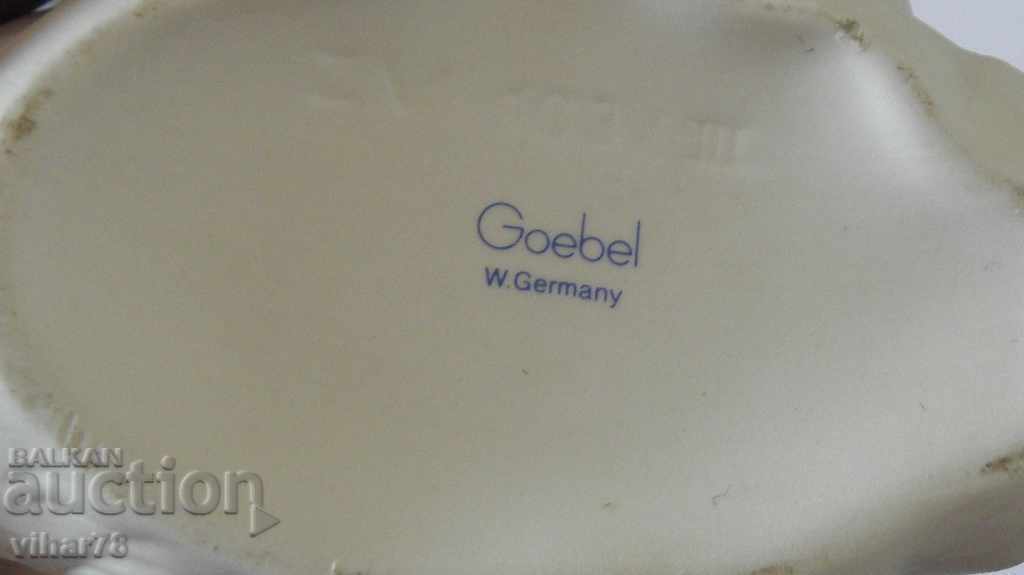 Goebel
W.Germany
BALKAN
auction
vihar78